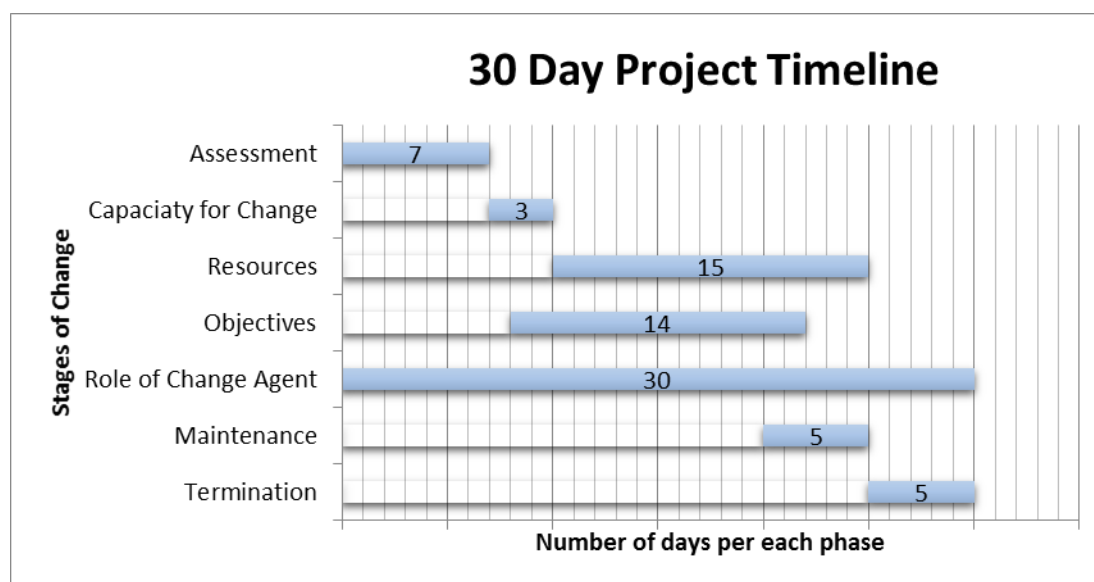 30 Day Project Timeline
Assessment
7
Capaciaty for Change
3
Resources
15
Objectives
14
Role of Change Agent
30
Maintenance
5
Termination
5
Stages of Change
Number of days per each phase